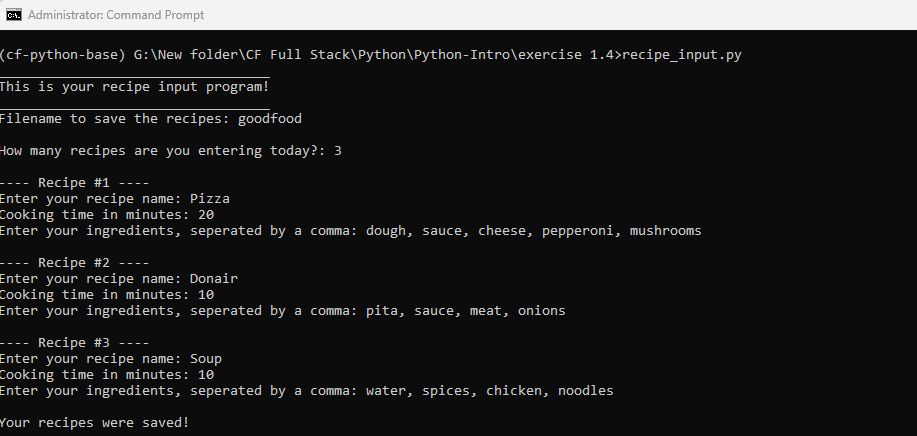 Administrator: Command Prompt
(cf-python-base) G:\New folder\CF Full Stack\Python\Python-Intro\exercise 1.4>recipe_input.py
__________________________________
This is your recipe input program!
__________________________________
Filename to save the recipes: goodfood
How many recipes are you entering today?: 3
---- Recipe #1 ----
Enter your recipe name: Pizza
Cooking time in minutes: 20
Enter your ingredients, seperated by a comma: dough, sauce, cheese, pepperoni, mushrooms
---- Recipe #2 ----
Enter your recipe name: Donair
Cooking time in minutes: 10
Enter your ingredients, seperated by a comma: pita, sauce, meat, onions
---- Recipe #3 ----
Enter your recipe name: Soup
Cooking time in minutes: 10
Enter your ingredients, seperated by a comma: water, spices, chicken, noodles
Your recipes were saved!